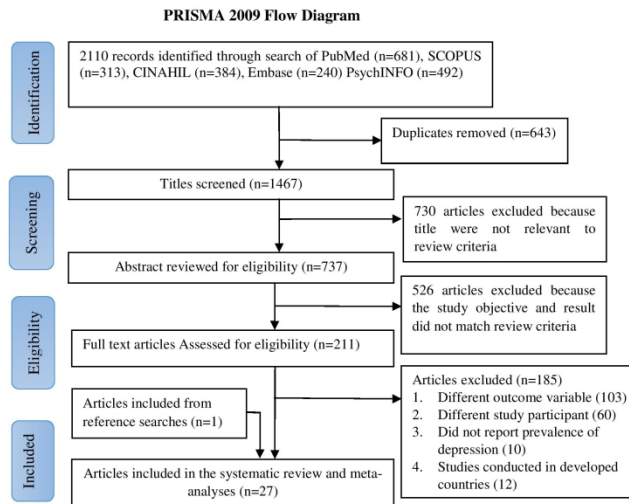 PRISMA 2009 Flow Diagram
Identification
2110 records identified through search of PubMed (n=681), SCOPUS
(n=313), CINAHIL (n=384), Embase (n=240) PsychINFO (n=492)
Duplicates removed (n=643)
Screening
Titles screened (n=1467)
730 articles excluded because
title were not relevant to
review criteria
Abstract reviewed for eligibility (n=737)
526 articles excluded because
the study objective and result
did not match review criteria
Eligibility
Full text articles Assessed for eligibility (n=211)
Articles excluded (n=185)
1. Different outcome variable (103)
2. Different study participant (60)
3. Did not report prevalence of
depression (10)
4. Studies conducted in developed
countries (12)
Articles included from
reference searches (n=1)
Included
Articles included in the systematic review and meta-
analyses (n=27)